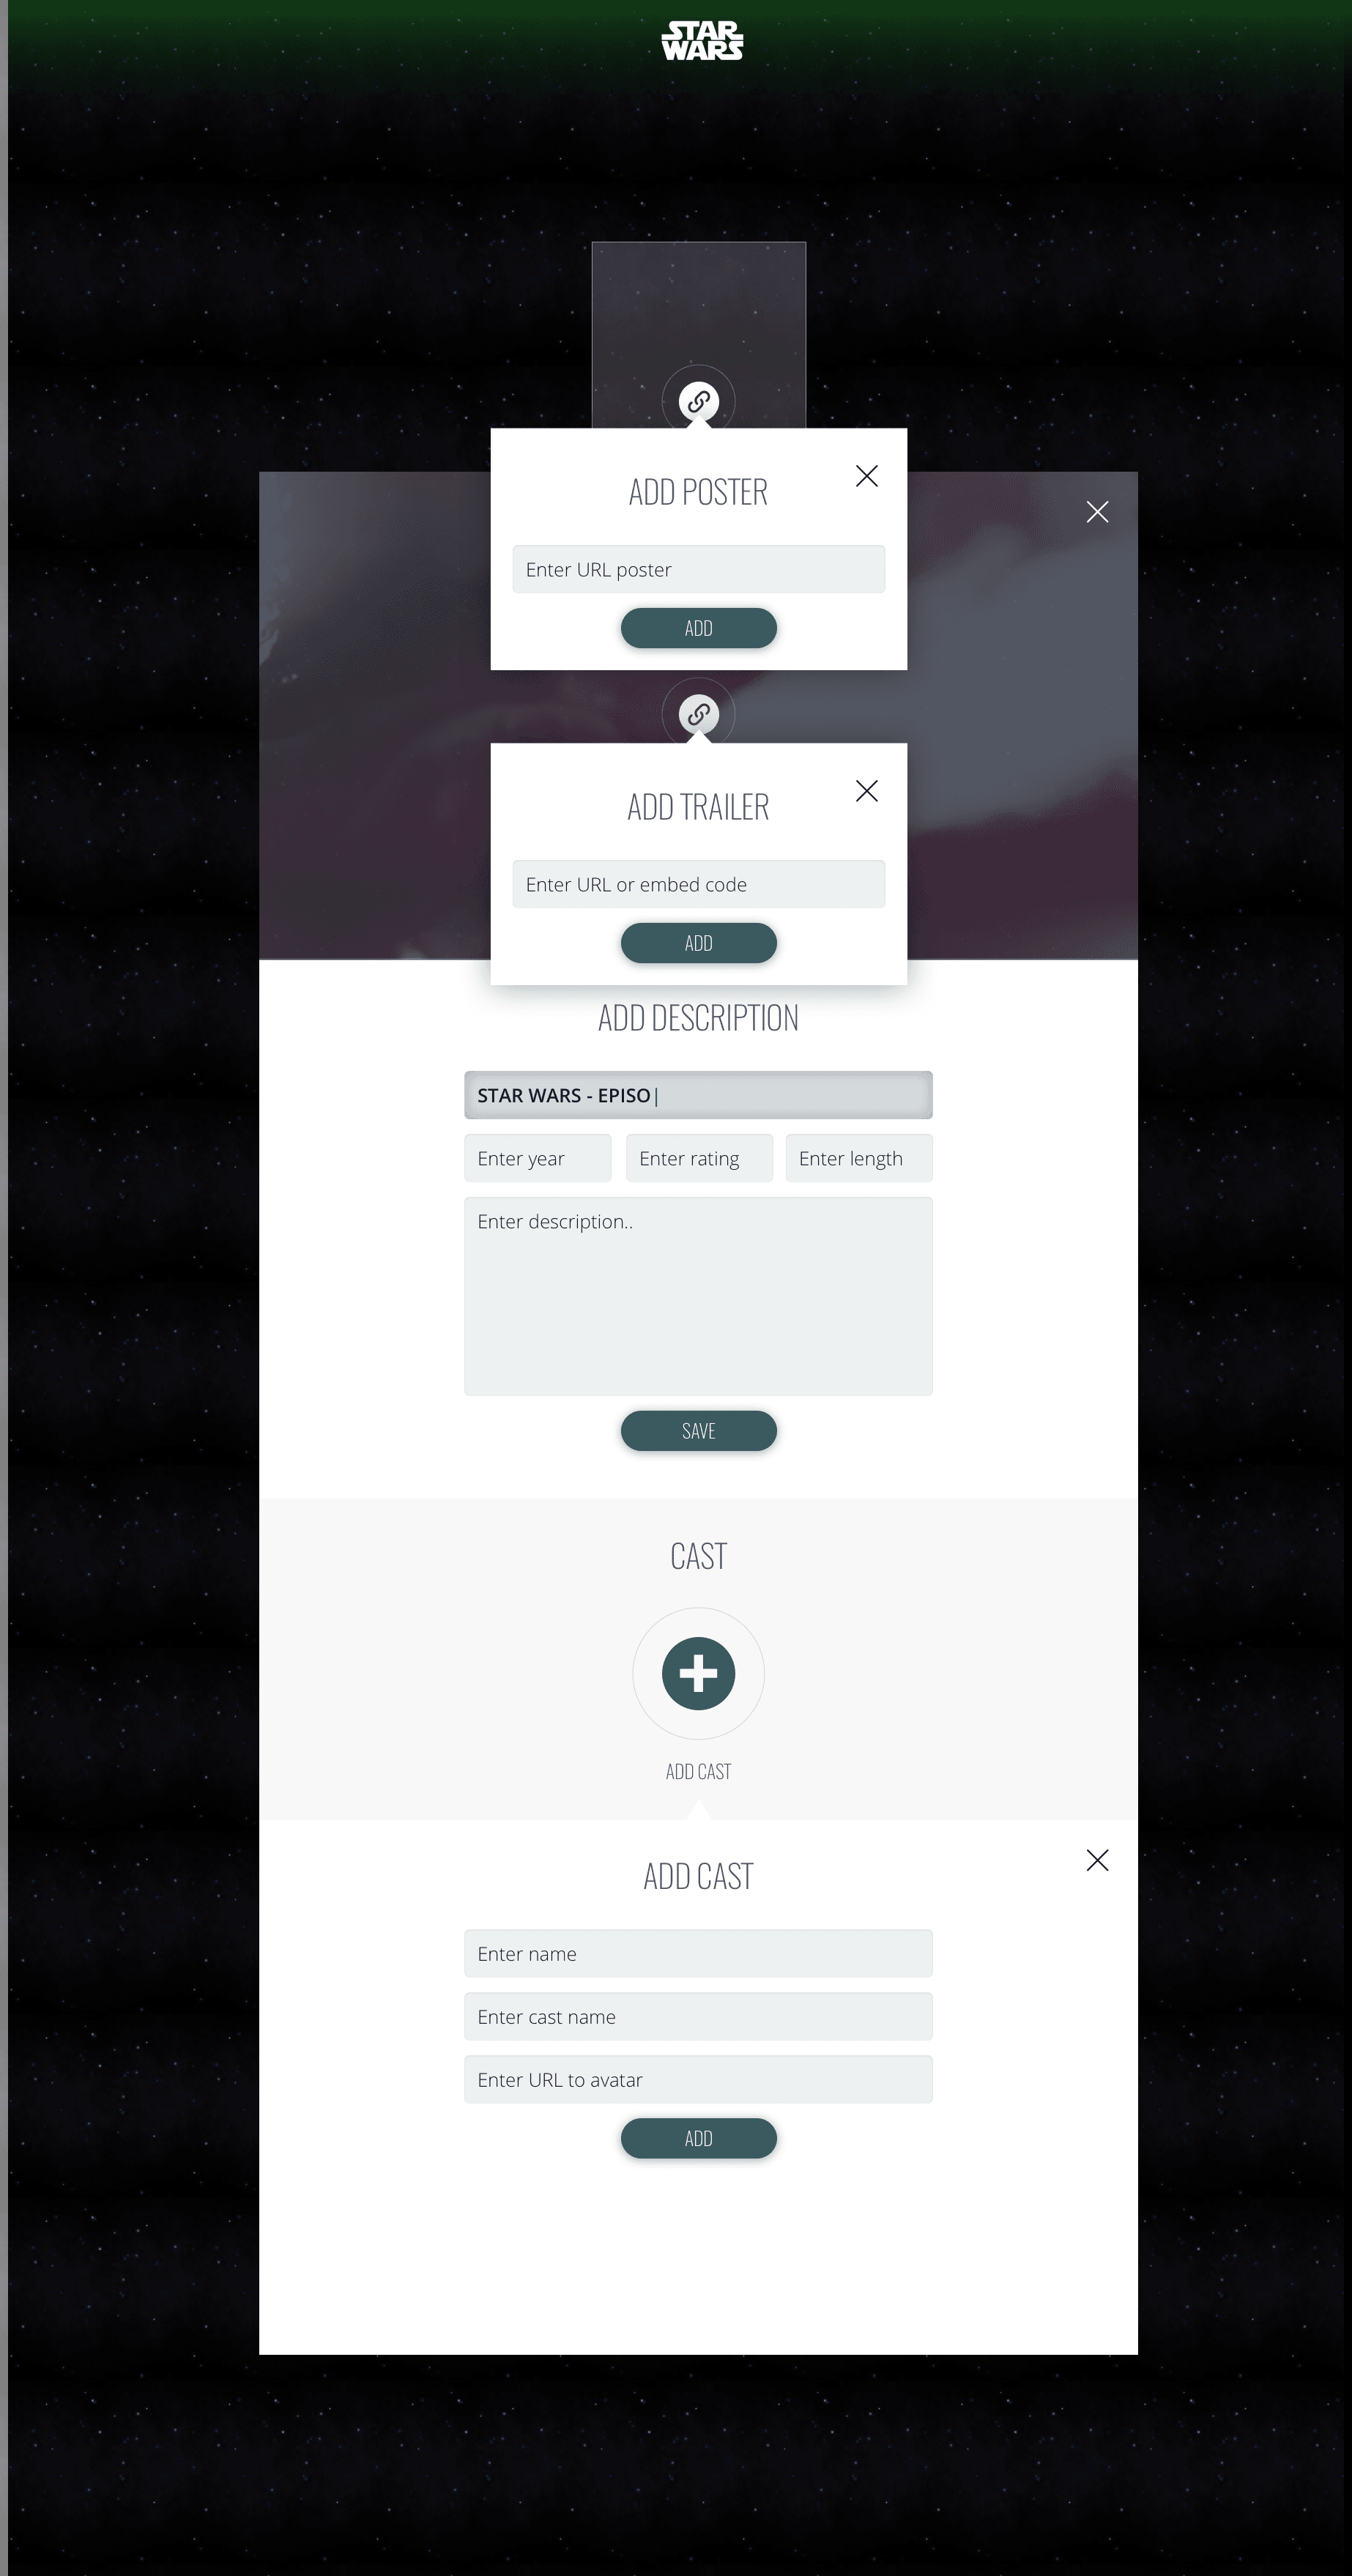 STAR
WARS
ADD POSTER
Enter URL poster
ADD
ADD TRAILER
Enter URL or embed code
ADD
ADD DESCRIPTION
STAR WARS - EPISO
Enter year Enter rating Enter length
Enter description..
SAVE
CAST
ADD CAST
ADD CAST
Enter name
Enter cast name
Enter URL to avatar
ADD